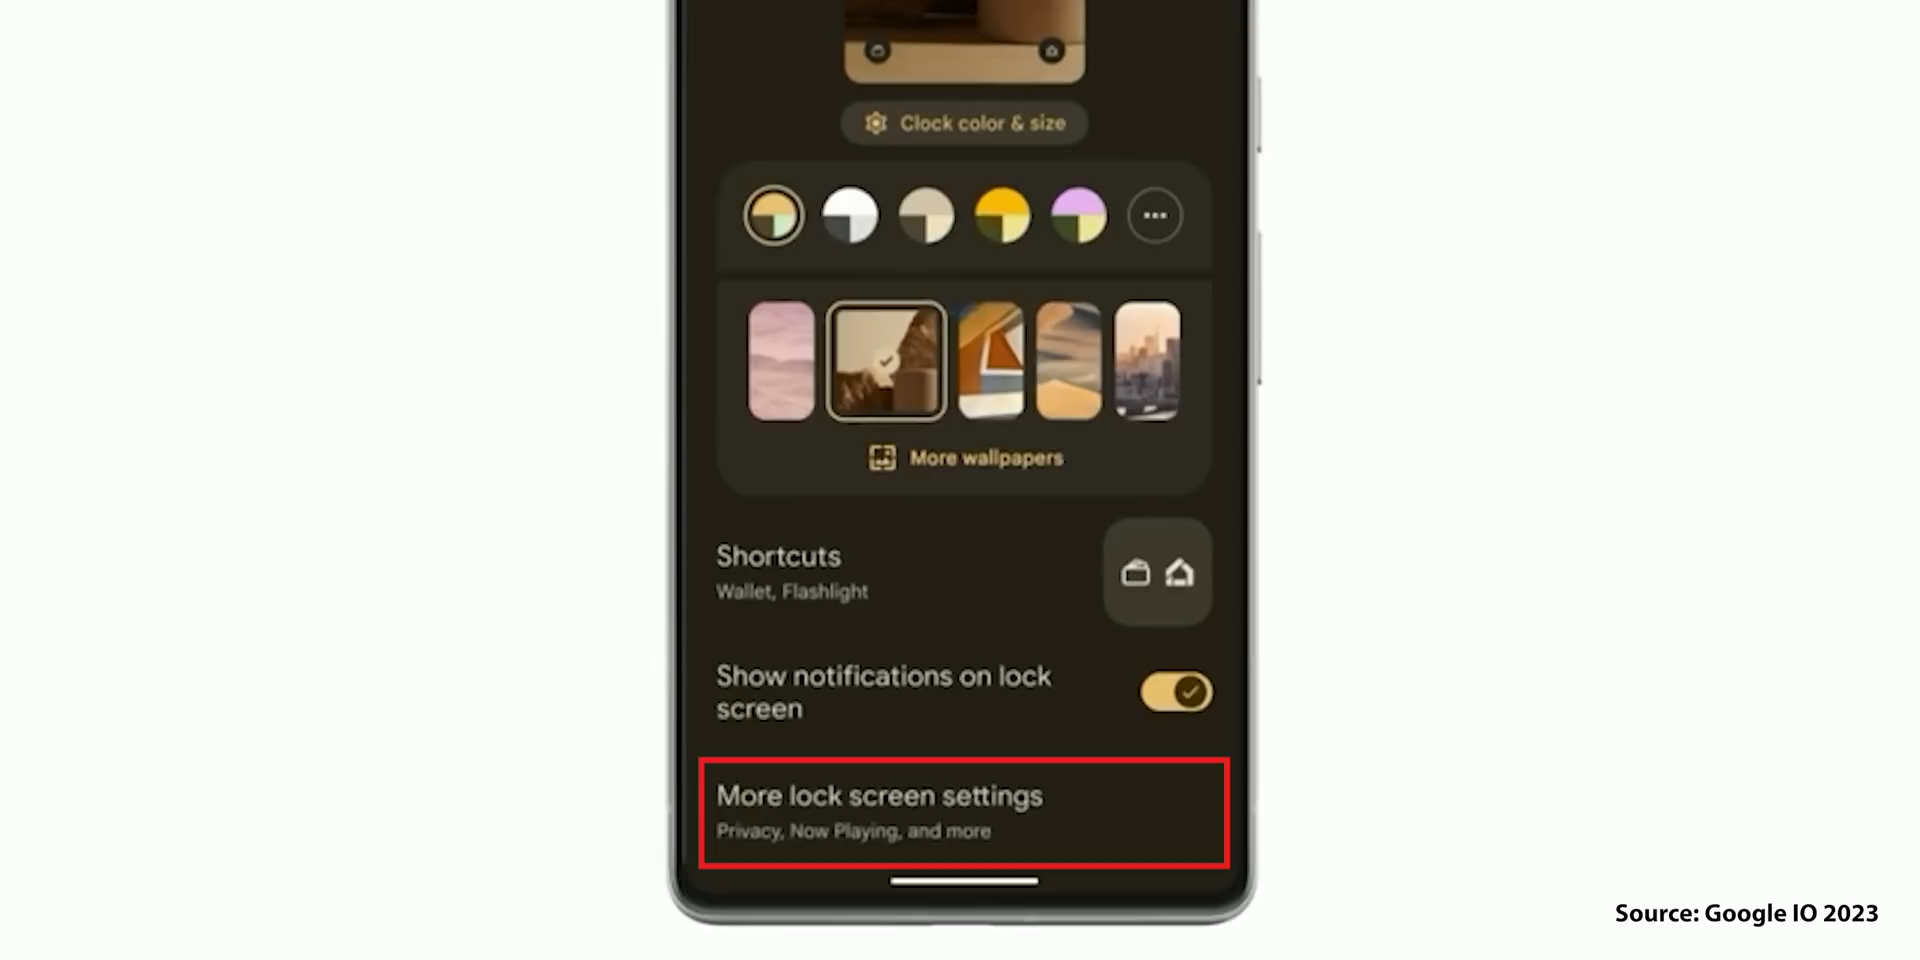 Clock color & size
More wallpapers
Shortcuts
Wallet, Flashlight
Show notifications on lock
screen
More lock screen settings
Privacy, Now Playing, and more
Source: Google IO 2023